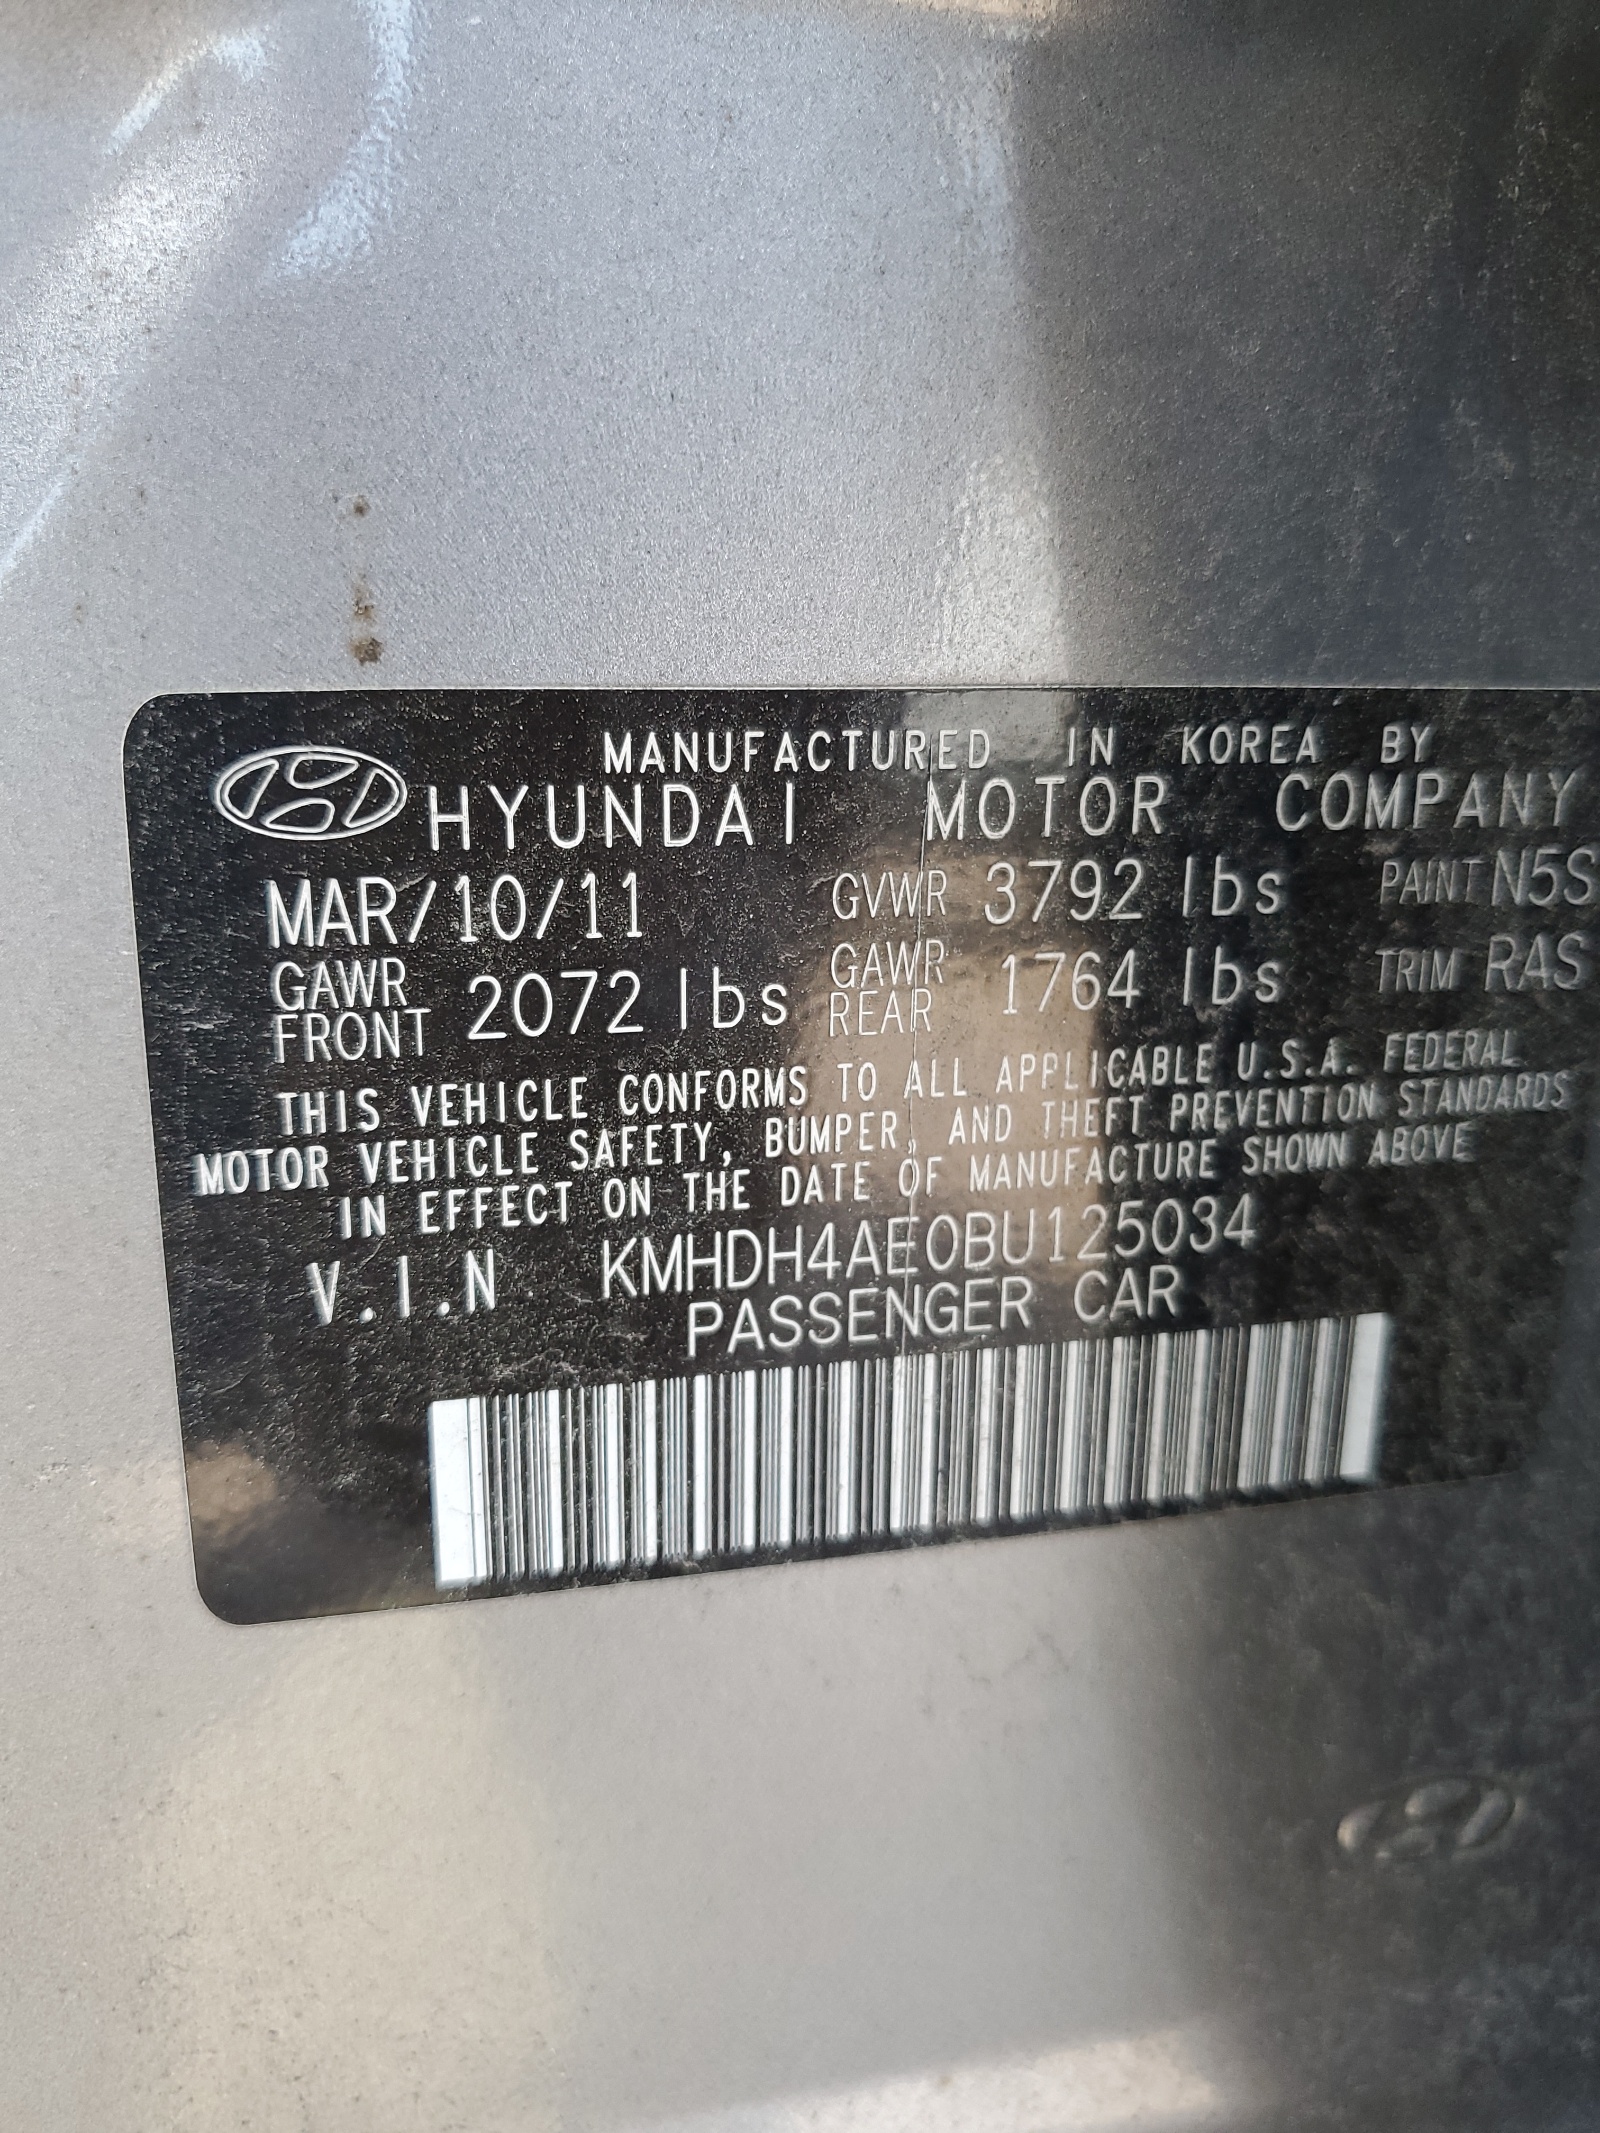 MANUFACTURED IN KOREA BY
HYUNDAI MOTOR COMPANY
MAR/10/11 GVWR 3792 lbs PAINT N5S
GAWR FRONT 2072 lbs GAWR REAR 1764 lbs TRIM RAS
THIS VEHICLE CONFORMS TO ALL APPLICABLE U.S.A. FEDERAL
MOTOR VEHICLE SAFETY, BUMPER, AND THEFT PREVENTION STANDARDS
IN EFFECT ON THE DATE OF MANUFACTURE SHOWN ABOVE
V.I.N KMHDH4AE0BU125034
PASSENGER CAR